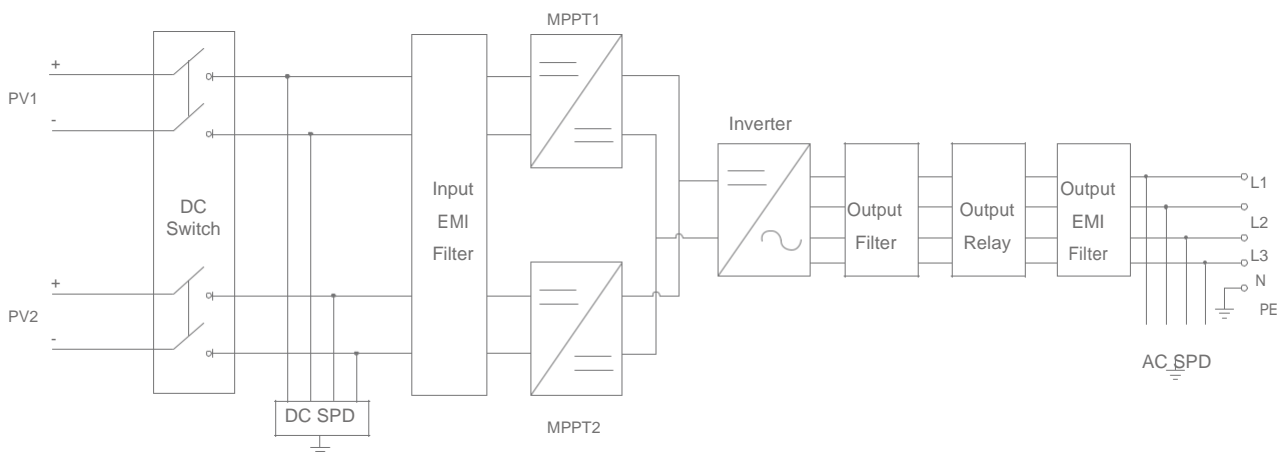 MPPT1
+
PV1
-
DC
Switch
+
PV2
-
DC SPD
Input
EMI
Filter
MPPT2
Inverter
Output
Filter
Output
Relay
Output
EMI
Filter
L1
L2
L3
N
PE
AC SPD